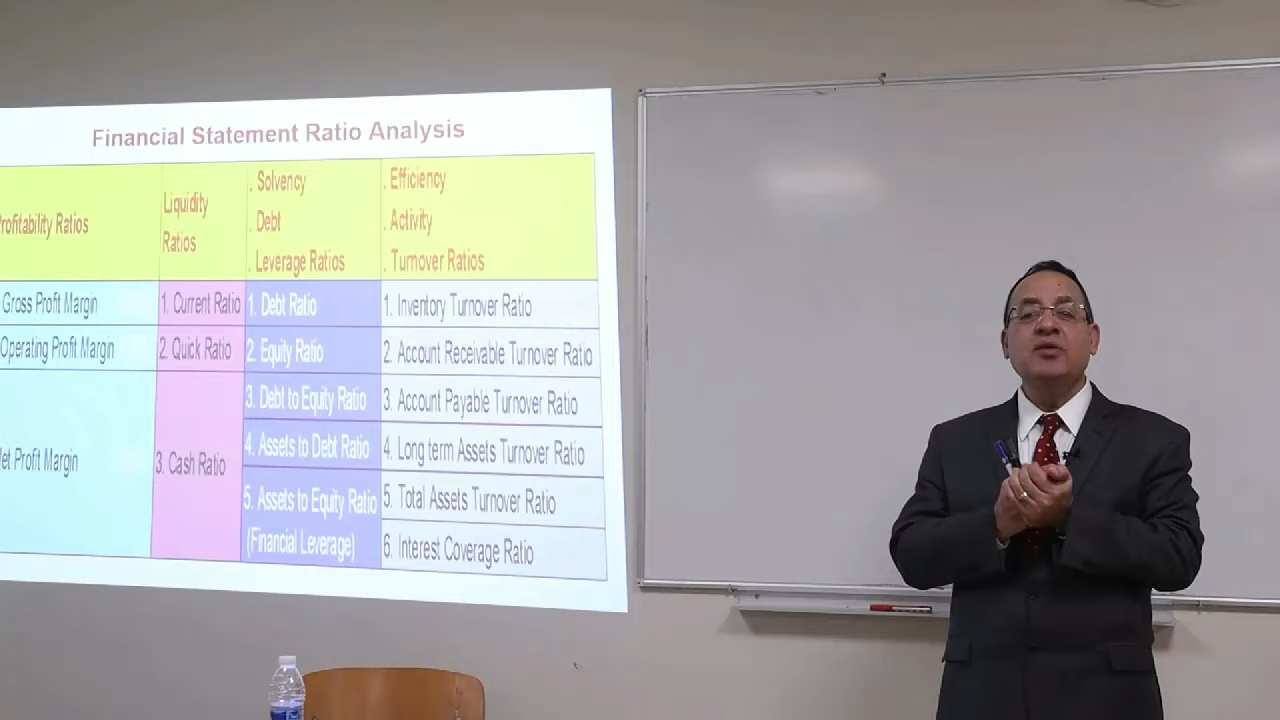 Financial Statement Ratio Analysis
Profitability Ratios
Liquidity
Ratios
. Solvency
. Debt
. Leverage Ratios
. Efficiency
. Activity
. Turnover Ratios
Gross Profit Margin
1. Current Ratio
1. Debt Ratio
1. Inventory Turnover Ratio
Operating Profit Margin
2. Quick Ratio
2. Equity Ratio
2. Account Receivable Turnover Ratio
Net Profit Margin
3. Cash Ratio
3. Debt to Equity Ratio
3. Account Payable Turnover Ratio
4. Assets to Debt Ratio
4. Long term Assets Turnover Ratio
5. Assets to Equity Ratio
(Financial Leverage)
5. Total Assets Turnover Ratio
6. Interest Coverage Ratio